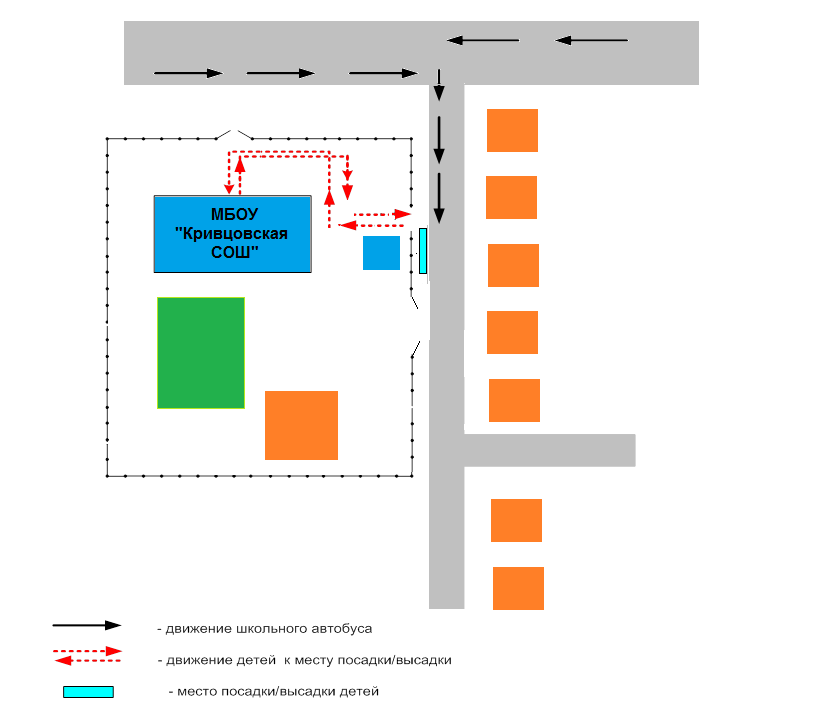 МБОУ
"Кривцовская
СОШ"
- движение школьного автобуса
- движение детей к месту посадки/высадки
- место посадки/высадки детей